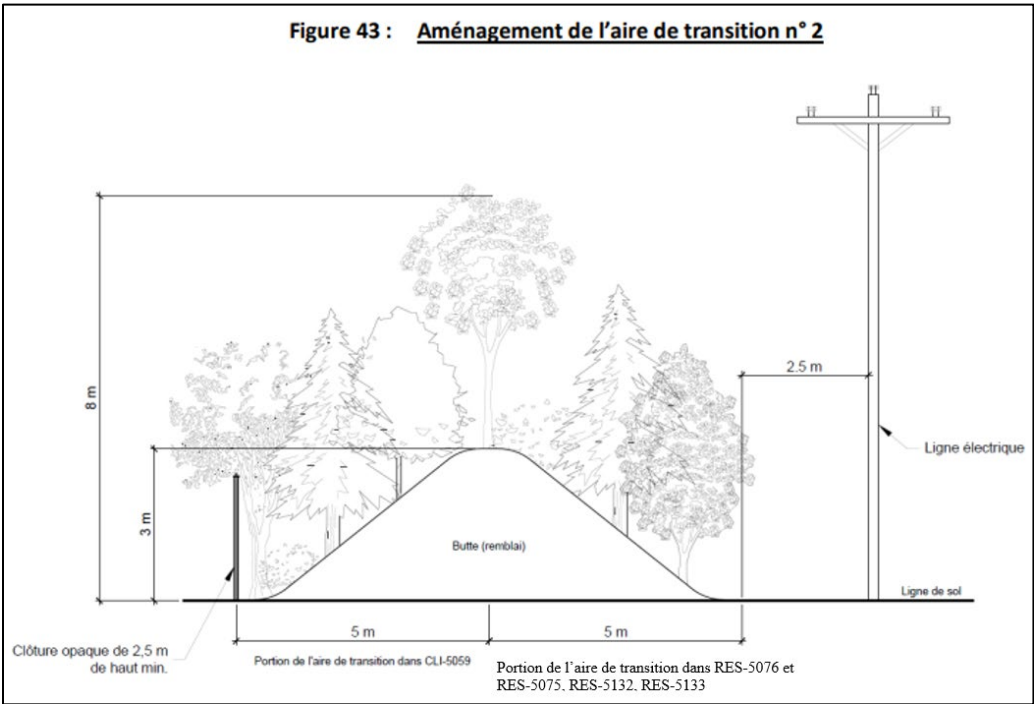 Figure 43 : Aménagement de l'aire de transition n° 2
8 m
3 m
2.5 m
Ligne électrique
Butte (remblai)
Ligne de sol
5 m
5 m
Clôture opaque de 2,5 m
de haut min.
Portion de l'aire de transition dans CLI-5059
Portion de l'aire de transition dans RES-5076 et
RES-5075, RES-5132, RES-5133